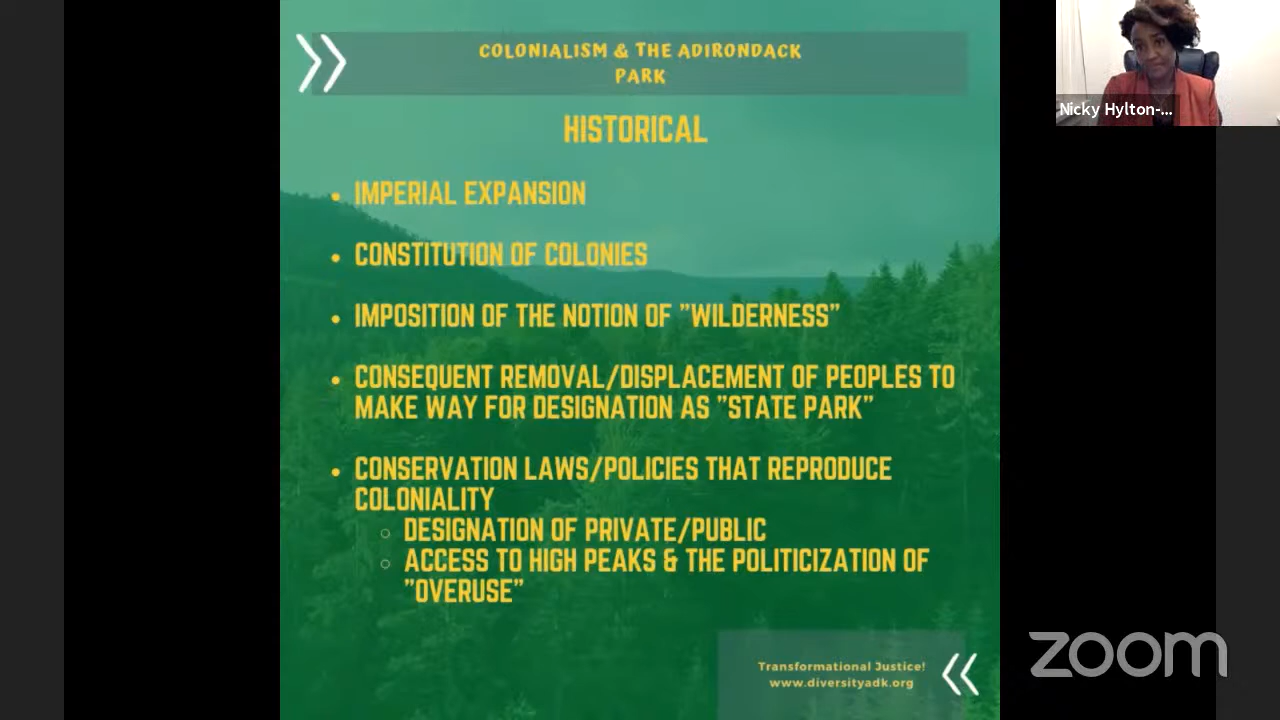 COLONIALISM & THE ADIRONDACK
PARK
HISTORICAL
• IMPERIAL EXPANSION
• CONSTITUTION OF COLONIES
• IMPOSITION OF THE NOTION OF "WILDERNESS"
• CONSEQUENT REMOVAL/DISPLACEMENT OF PEOPLES TO
MAKE WAY FOR DESIGNATION AS "STATE PARK"
• CONSERVATION LAWS/POLICIES THAT REPRODUCE
COLONIALITY
○ DESIGNATION OF PRIVATE/PUBLIC
○ ACCESS TO HIGH PEAKS & THE POLITICIZATION OF
"OVERUSE"
Transformational Justice!
www.diversityadk.org
Nicky Hylton-...
zoom